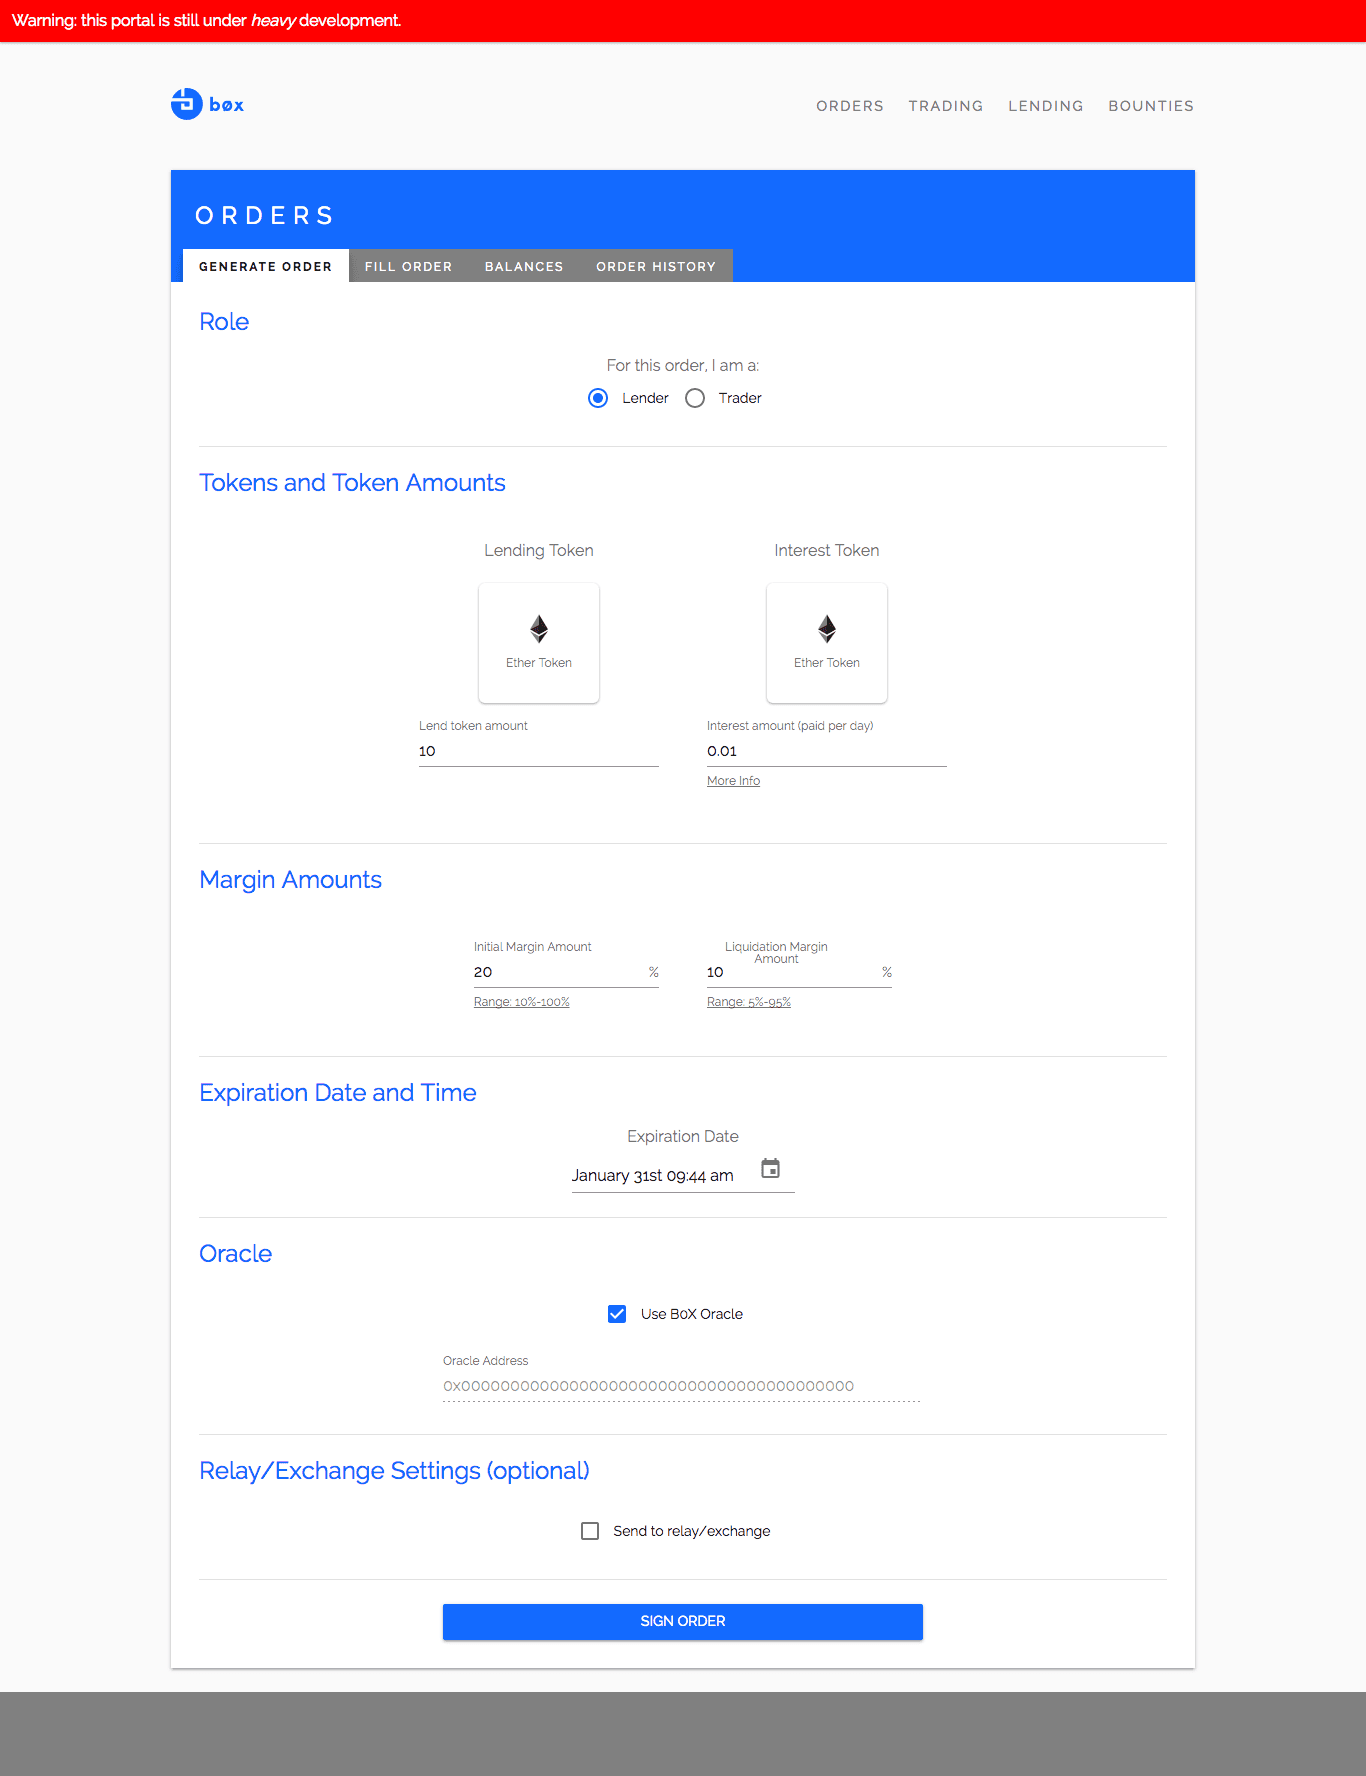 Warning: this portal is still under heavy development.
bøx
ORDERS TRADING LENDING BOUNTIES
ORDERS
GENERATE ORDER FILL ORDER BALANCES ORDER HISTORY
Role
For this order, I am a:
Lender Trader
Tokens and Token Amounts
Lending Token Interest Token
Ether Token Ether Token
Lend token amount Interest amount (paid per day)
10 0.01
More Info
Margin Amounts
Initial Margin Amount Liquidation Margin
Amount
20 % 10 %
Range: 10%-100% Range: 5%-95%
Expiration Date and Time
Expiration Date
January 31st 09:44 am
Oracle
Use B0X Oracle
Oracle Address
0x0000000000000000000000000000000000000000
Relay/Exchange Settings (optional)
Send to relay/exchange
SIGN ORDER